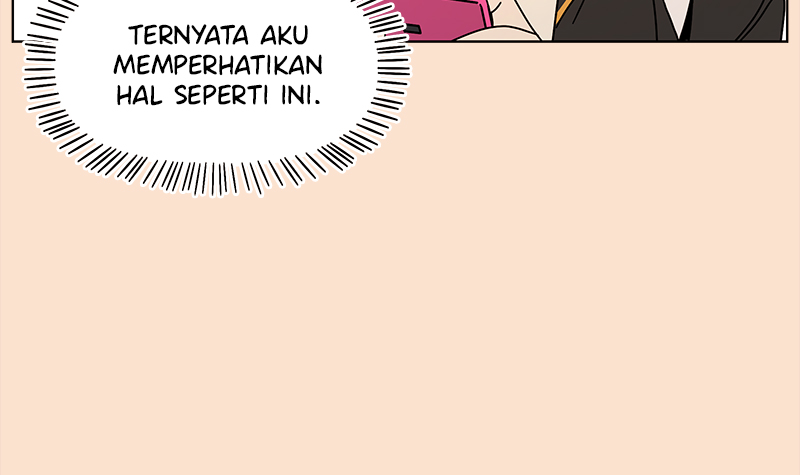 TERNYATA AKU
MEMPERHATIKAN
HAL SEPERTI INI.